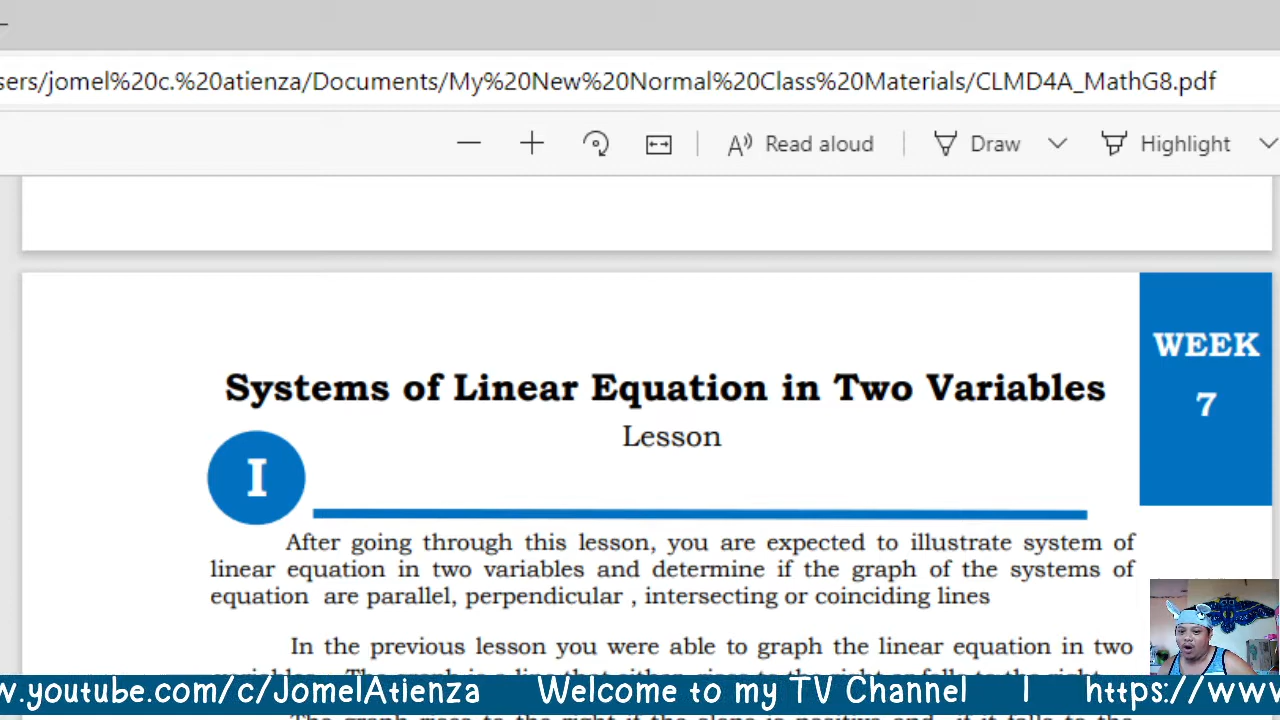 sers/jomel%20c.%20atienza/Documents/My%20New%20Normal%20Class%20Materials/CLMD4A_MathG8.pdf
Read aloud
Draw
Highlight
WEEK
7
Systems of Linear Equation in Two Variables
Lesson
I
After going through this lesson, you are expected to illustrate system of
linear equation in two variables and determine if the graph of the systems of
equation are parallel, perpendicular , intersecting or coinciding lines
In the previous lesson you were able to graph the linear equation in two
w.youtube.com/c/JomelAtienza Welcome to my TV Channel I https://www